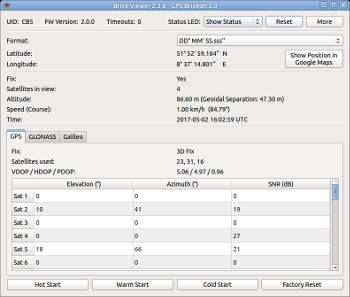 Brick Viewer 2.3.8 - GPS Bricklet 2.0
UID: CB5 FW Version: 2.0.0 Timeouts: 0 Status LED: Show Status Reset More
Format: DD° MM' SS.sss"
Latitude: 51° 52' 59.164" N
Longitude: 8° 37' 14.801" E
Show Position in
Google Maps
Fix: Yes
Satellites in view: 4
Altitude: 86.60 m (Geoidal Separation: 47.30 m)
Speed (Course): 1.00 km/h (84.79°)
Time: 2017-05-02 16:02:59 UTC
GPS GLONASS Galileo
Fix: 3D Fix
Satellites used: 23, 31, 16
VDOP / HDOP / PDOP: 5.06 / 4.97 / 0.96
Elevation (°) Azimuth (°) SNR (dB)
Sat 1 0 0 0
Sat 2 10 41 19
Sat 3 0 0 0
Sat 4 0 0 27
Sat 5 18 66 21
Sat 6 0 0 0
Hot Start Warm Start Cold Start Factory Reset